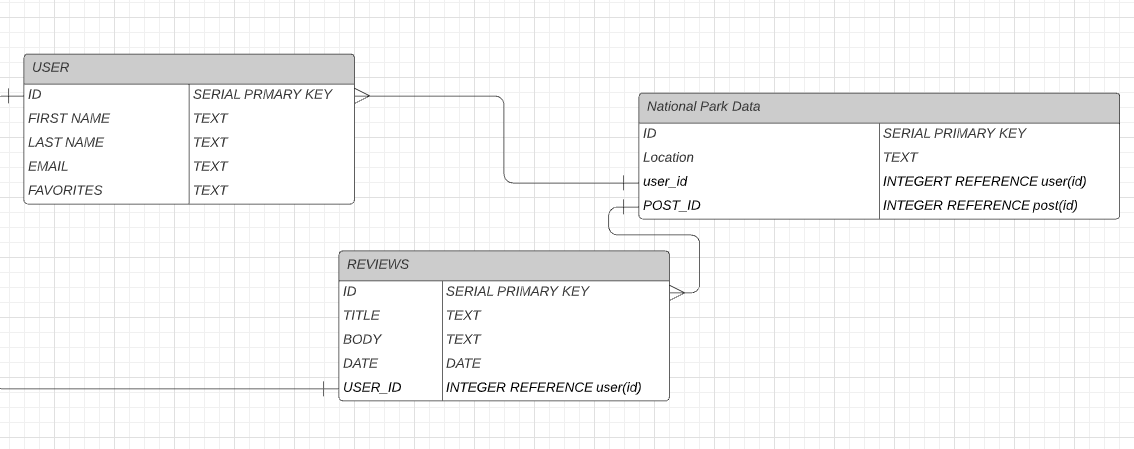 USER
ID SERIAL PRMARY KEY
FIRST NAME TEXT
LAST NAME TEXT
EMAIL TEXT
FAVORITES TEXT
National Park Data
ID SERIAL PRIMARY KEY
Location TEXT
user_id INTEGERT REFERENCE user(id)
POST_ID INTEGER REFERENCE post(id)
REVIEWS
ID SERIAL PRIMARY KEY
TITLE TEXT
BODY TEXT
DATE DATE
USER_ID INTEGER REFERENCE user(id)